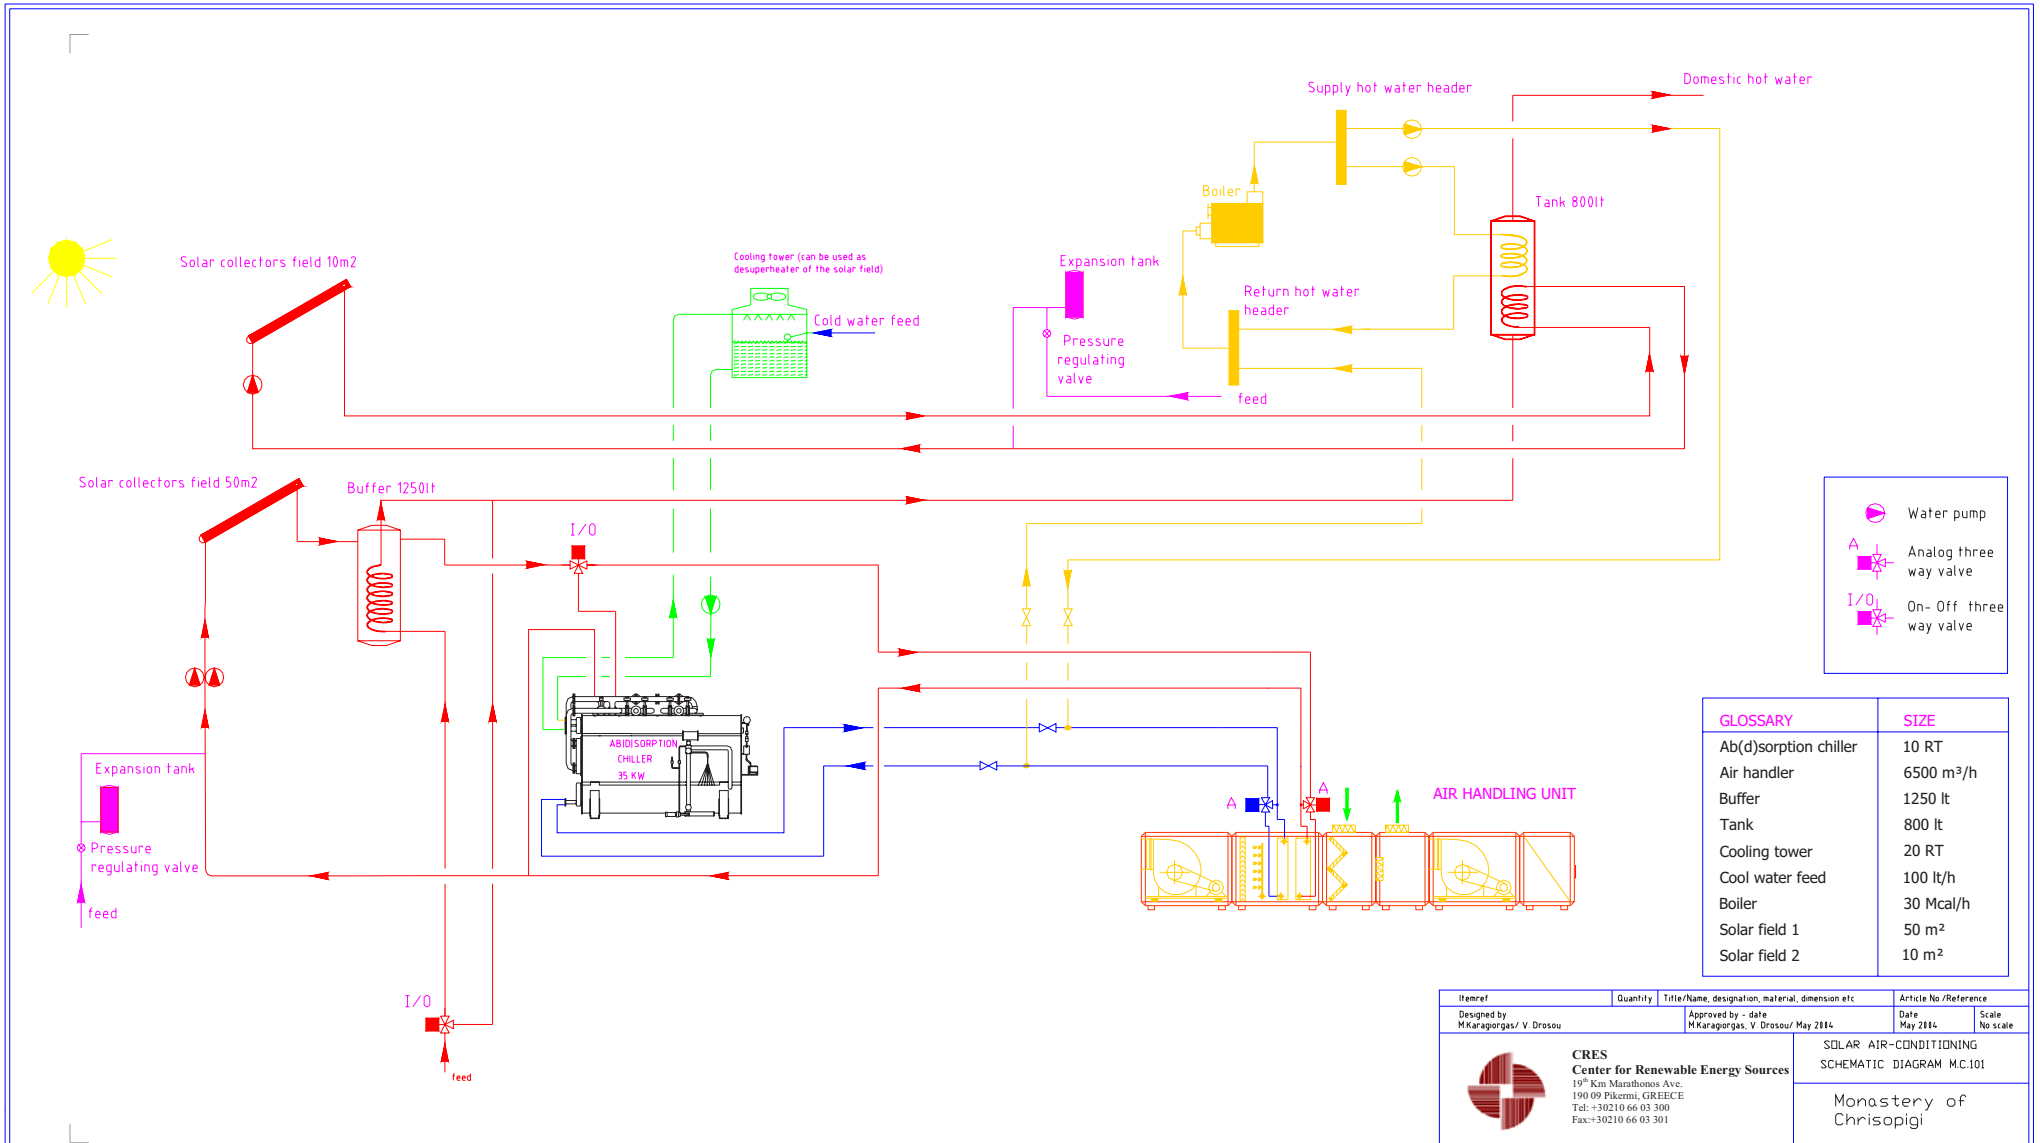 Domestic hot water
Supply hot water header
Boiler
Tank 800lt
Solar collectors field 10m2
Cooling tower (can be used as
desuperheater of the solar field)
Cold water feed
Expansion tank
Return hot water
header
Pressure
regulating
valve
feed
Solar collectors field 50m2
Buffer 1250lt
I/O
Water pump
A
Analog three
way valve
I/O
On- Off three
way valve
ABIDISORPTION
CHILLER
35 KW
Expansion tank
Pressure
regulating valve
feed
A
A
AIR HANDLING UNIT
GLOSSARY SIZE
Ab(d)sorption chiller 10 RT
Air handler 6500 m³/h
Buffer 1250 lt
Tank 800 lt
Cooling tower 20 RT
Cool water feed 100 lt/h
Boiler 30 Mcal/h
Solar field 1 50 m²
Solar field 2 10 m²
I/O
feed
Itemref Quantity Title/Name, designation, material, dimension etc Article No./Reference
Designed by
M.Karagiorgas/ V. Drosou
Approved by - date
M.Karagiorgas, V. Drosou/ May 2004
Date
May 2004
Scale
No scale
CRES
Center for Renewable Energy Sources
19th Km Marathonos Ave.
190 09 Pikermi, GREECE
Tel: +30210 66 03 300
Fax:+30210 66 03 301
SOLAR AIR-CONDITIONING
SCHEMATIC DIAGRAM M.C.101
Monastery of
Chrisopigi